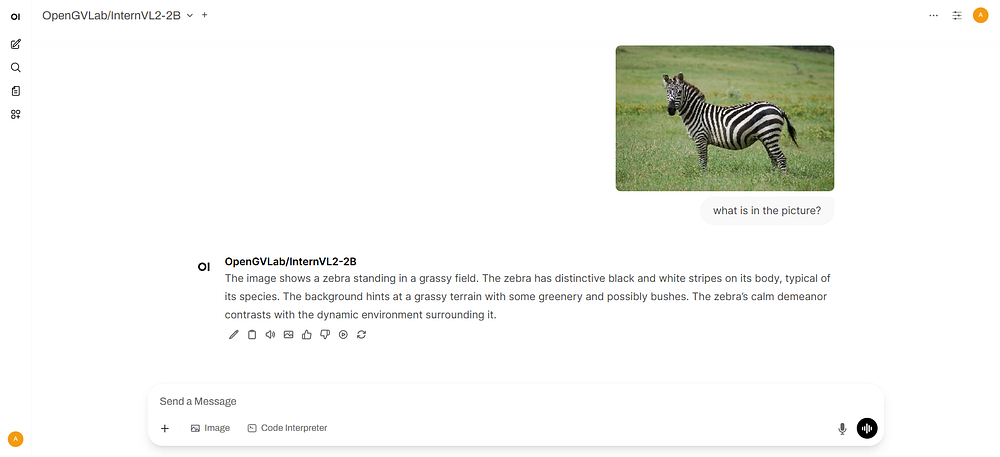 OI
OpenGVLab/InternVL2-2B
A
what is in the picture?
OI
OpenGVLab/InternVL2-2B
The image shows a zebra standing in a grassy field. The zebra has distinctive black and white stripes on its body, typical of
its species. The background hints at a grassy terrain with some greenery and possibly bushes. The zebra's calm demeanor
contrasts with the dynamic environment surrounding it.
Send a Message
Image
Code Interpreter
A